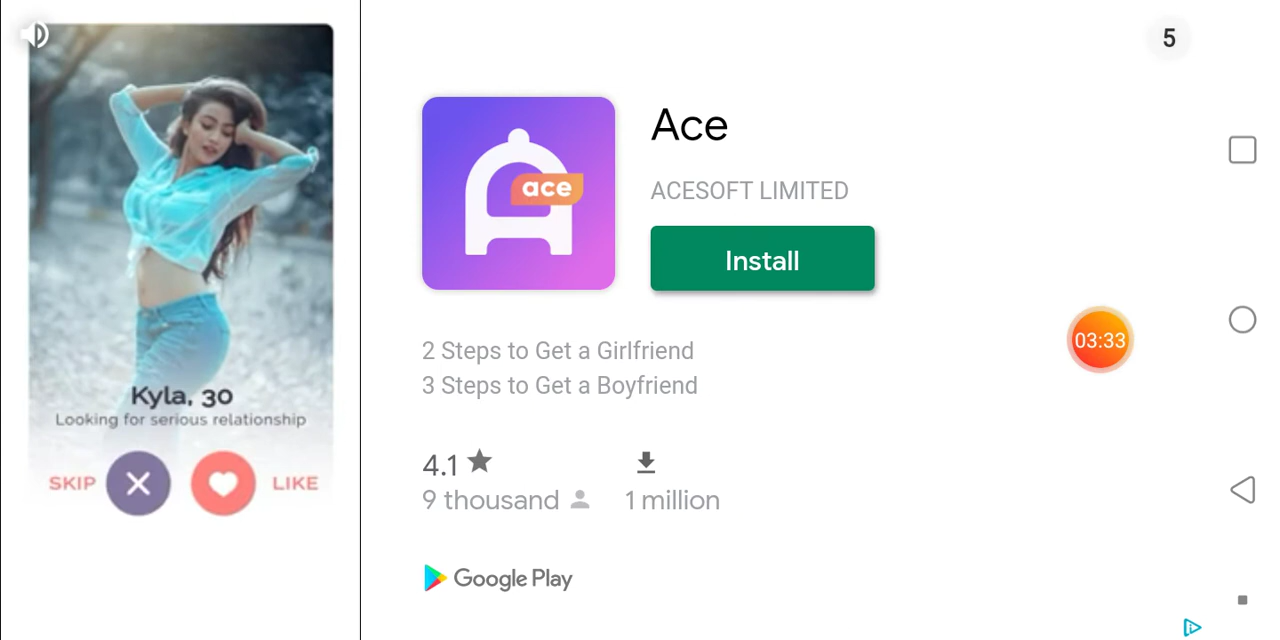 Kyla, 30
Looking for serious relationship
SKIP
LIKE
5
ace
Ace
ACESOFT LIMITED
Install
03:33
2 Steps to Get a Girlfriend
3 Steps to Get a Boyfriend
4.1
9 thousand
1 million
Google Play